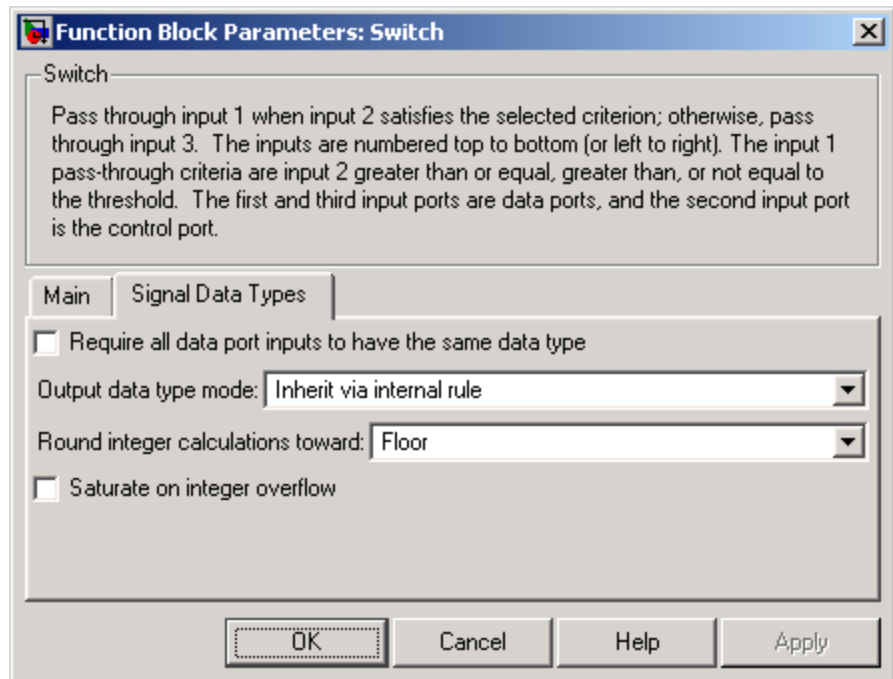 Function Block Parameters: Switch
Switch
Pass through input 1 when input 2 satisfies the selected criterion; otherwise, pass
through input 3.  The inputs are numbered top to bottom (or left to right). The input 1
pass-through criteria are input 2 greater than or equal, greater than, or not equal to
the threshold.  The first and third input ports are data ports, and the second input port
is the control port.
Main
Signal Data Types
Require all data port inputs to have the same data type
Output data type mode: Inherit via internal rule
Round integer calculations toward: Floor
Saturate on integer overflow
OK
Cancel
Help
Apply